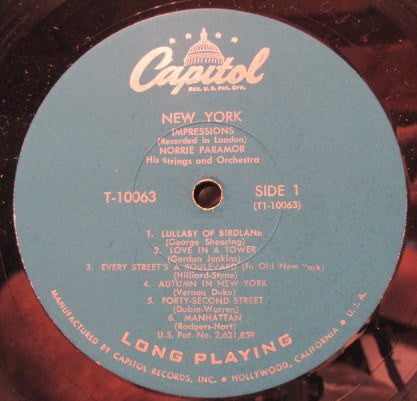 Capitol
REG. U.S. PAT. OFF.
NEW YORK
IMPRESSIONS
(Recorded in London)
NORRIE PARAMOR
His Strings and Orchestra
T-10063
SIDE 1
(T1-10063)
1. LULLABY OF BIRDLAND
(George Shearing)
2. LOVE IN A TOWER
(Gordon Jenkins)
3. EVERY STREET'S A BOULEVARD (In Old New York)
(Hilliard-Styne)
4. AUTUMN IN NEW YORK
(Vernon Duke)
5. FORTY-SECOND STREET
(Dubin-Warren)
6. MANHATTAN
(Rodgers-Hart)
U.S. Pat. No. 2,631,859
LONG PLAYING
MANUFACTURED BY CAPITOL RECORDS, INC. • HOLLYWOOD, CALIFORNIA • U.S.A.